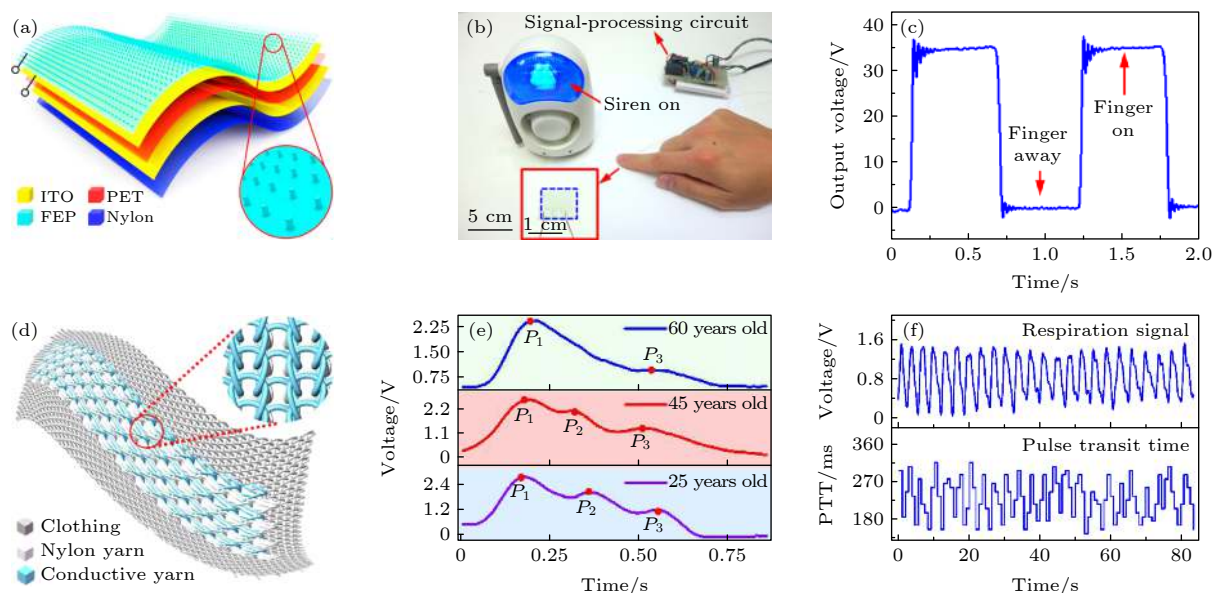 (a)
ITO
PET
FEP
Nylon
(b)
Signal-processing circuit
Siren on
5 cm
1 cm
(c)
Output voltage/V
40
30
20
10
0
Finger
away
Finger
on
0
0.5
1.0
1.5
2.0
Time/s
(d)
Clothing
Nylon yarn
Conductive yarn
(e)
Voltage/V
2.25
1.50
0.75
60 years old
P1
P3
2.2
1.1
0
45 years old
P1
P2
P3
2.4
1.2
0
25 years old
P1
P2
P3
0
0.25
0.50
0.75
Time/s
(f)
Respiration signal
Voltage/V
1.6
0.8
0
Pulse transit time
PTT/ms
360
270
180
0
20
40
60
80
Time/s